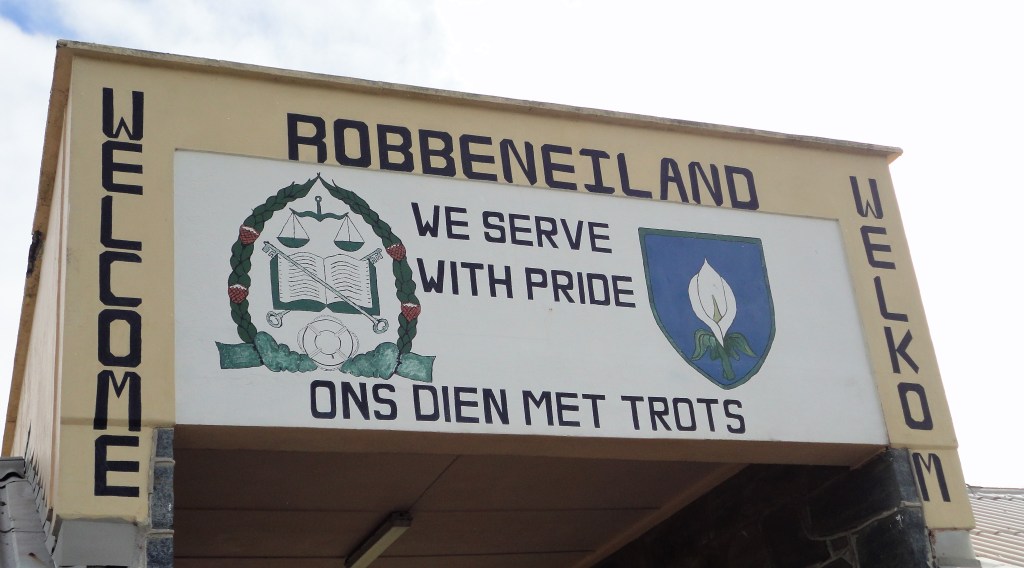 WELCOME
ROBBENEILAND
WE SERVE
WITH PRIDE
ONS DIEN MET TROTS
WELKOM